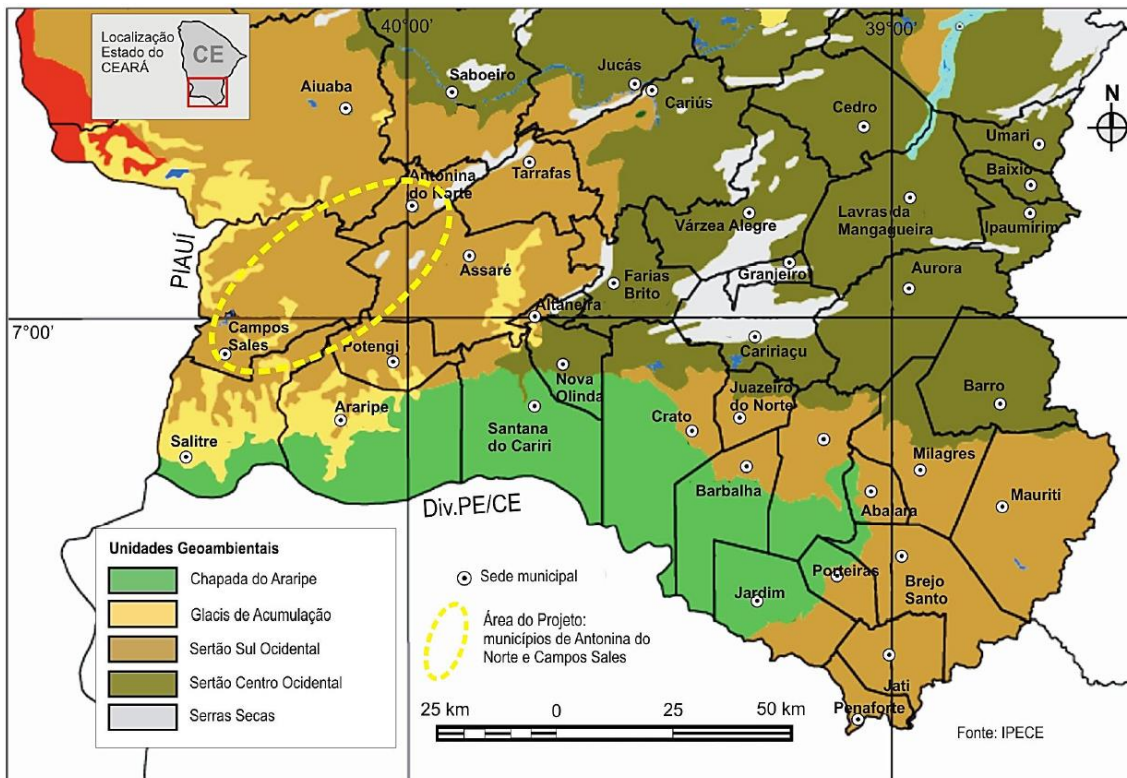 Localização
Estado do
CEARÁ
CE
40°00'
39°00'
N
Aiuaba
Saboeiro
Jucás
Cariús
Cedro
Umari
Baixio
Ipaumirim
Antonina
do Norte
Tarrafas
Várzea Alegre
Lavras da
Mangagueira
PIAUÍ
Assaré
Farias
Brito
Granjeiro
Aurora
Altaneira
7°00'
Campos
Sales
Potengi
Caririaçu
Nova
Olinda
Juazeiro
do Norte
Barro
Araripe
Santana
do Cariri
Crato
Salitre
Milagres
Barbalha
Mauriti
Abaiara
Div.PE/CE
Porteiras
Brejo
Santo
Jardim
Jati
Penaforte
Unidades Geoambientais
Chapada do Araripe
Glacis de Acumulação
Sertão Sul Ocidental
Sertão Centro Ocidental
Serras Secas
Sede municipal
Área do Projeto:
municípios de Antonina do
Norte e Campos Sales
25 km 0 25 50 km
Fonte: IPECE